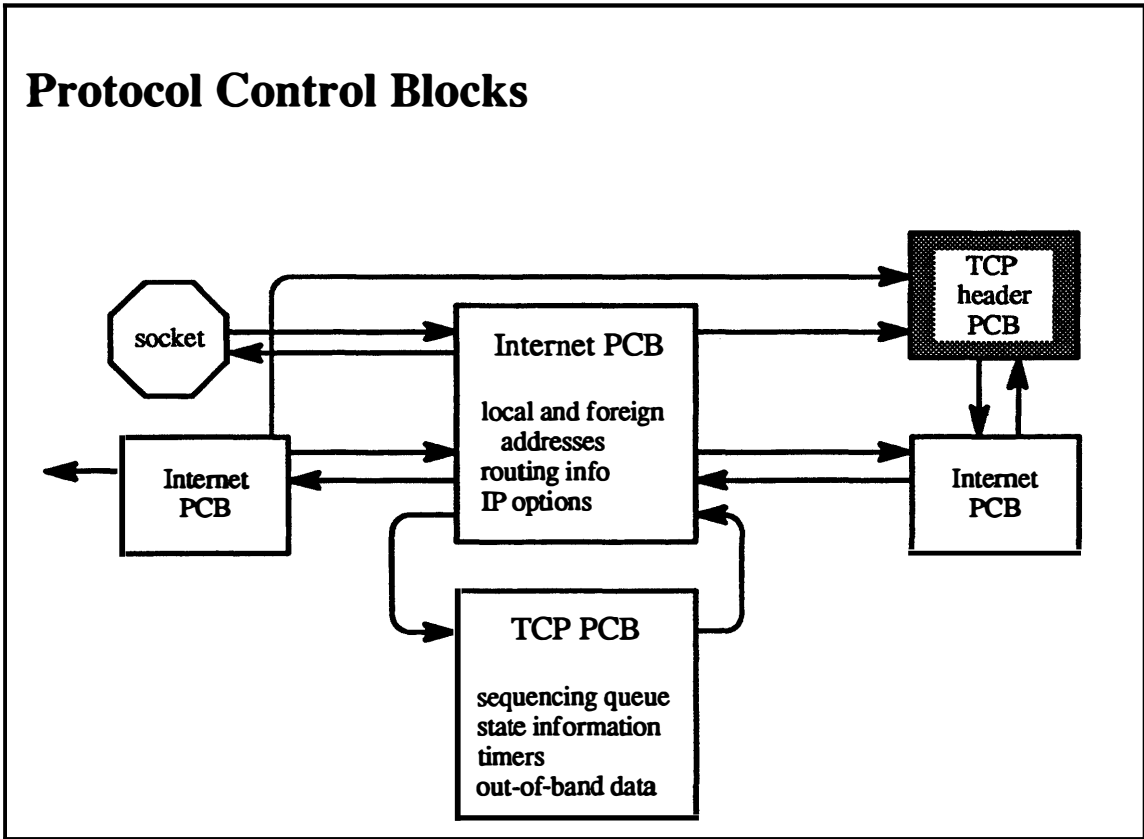 Protocol Control Blocks
TCP
header
PCB
socket
Internet PCB
local and foreign
addresses
routing info
IP options
Internet
PCB
Internet
PCB
TCP PCB
sequencing queue
state information
timers
out-of-band data